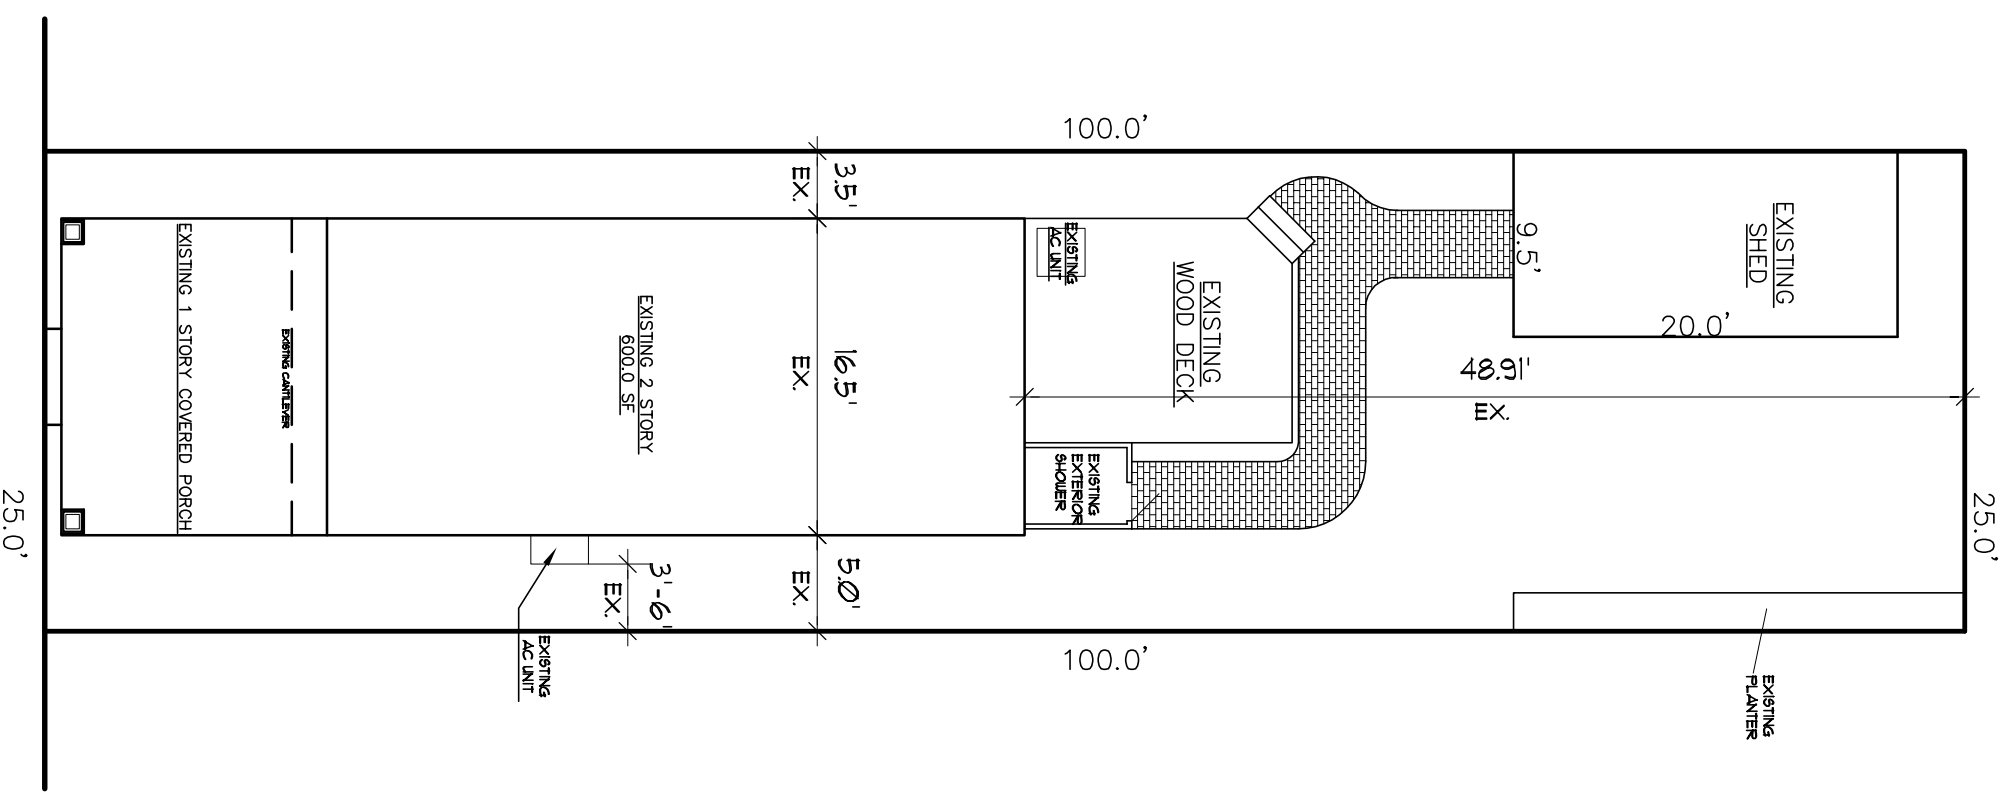 100.0'
25.0'
25.0'
100.0'
3.5'
EX.
16.5'
EX.
5.0'
EX.
3'-6"
EX.
48.91'
EX.
EXISTING 1 STORY COVERED PORCH
EXISTING CANTILEVER
EXISTING 2 STORY
600.0 SF
EXISTING
AC UNIT
EXISTING
WOOD DECK
EXISTING
EXTERIOR
SHOWER
9.5'
EXISTING
SHED
20.0'
EXISTING
AC UNIT
EXISTING
PLANTER